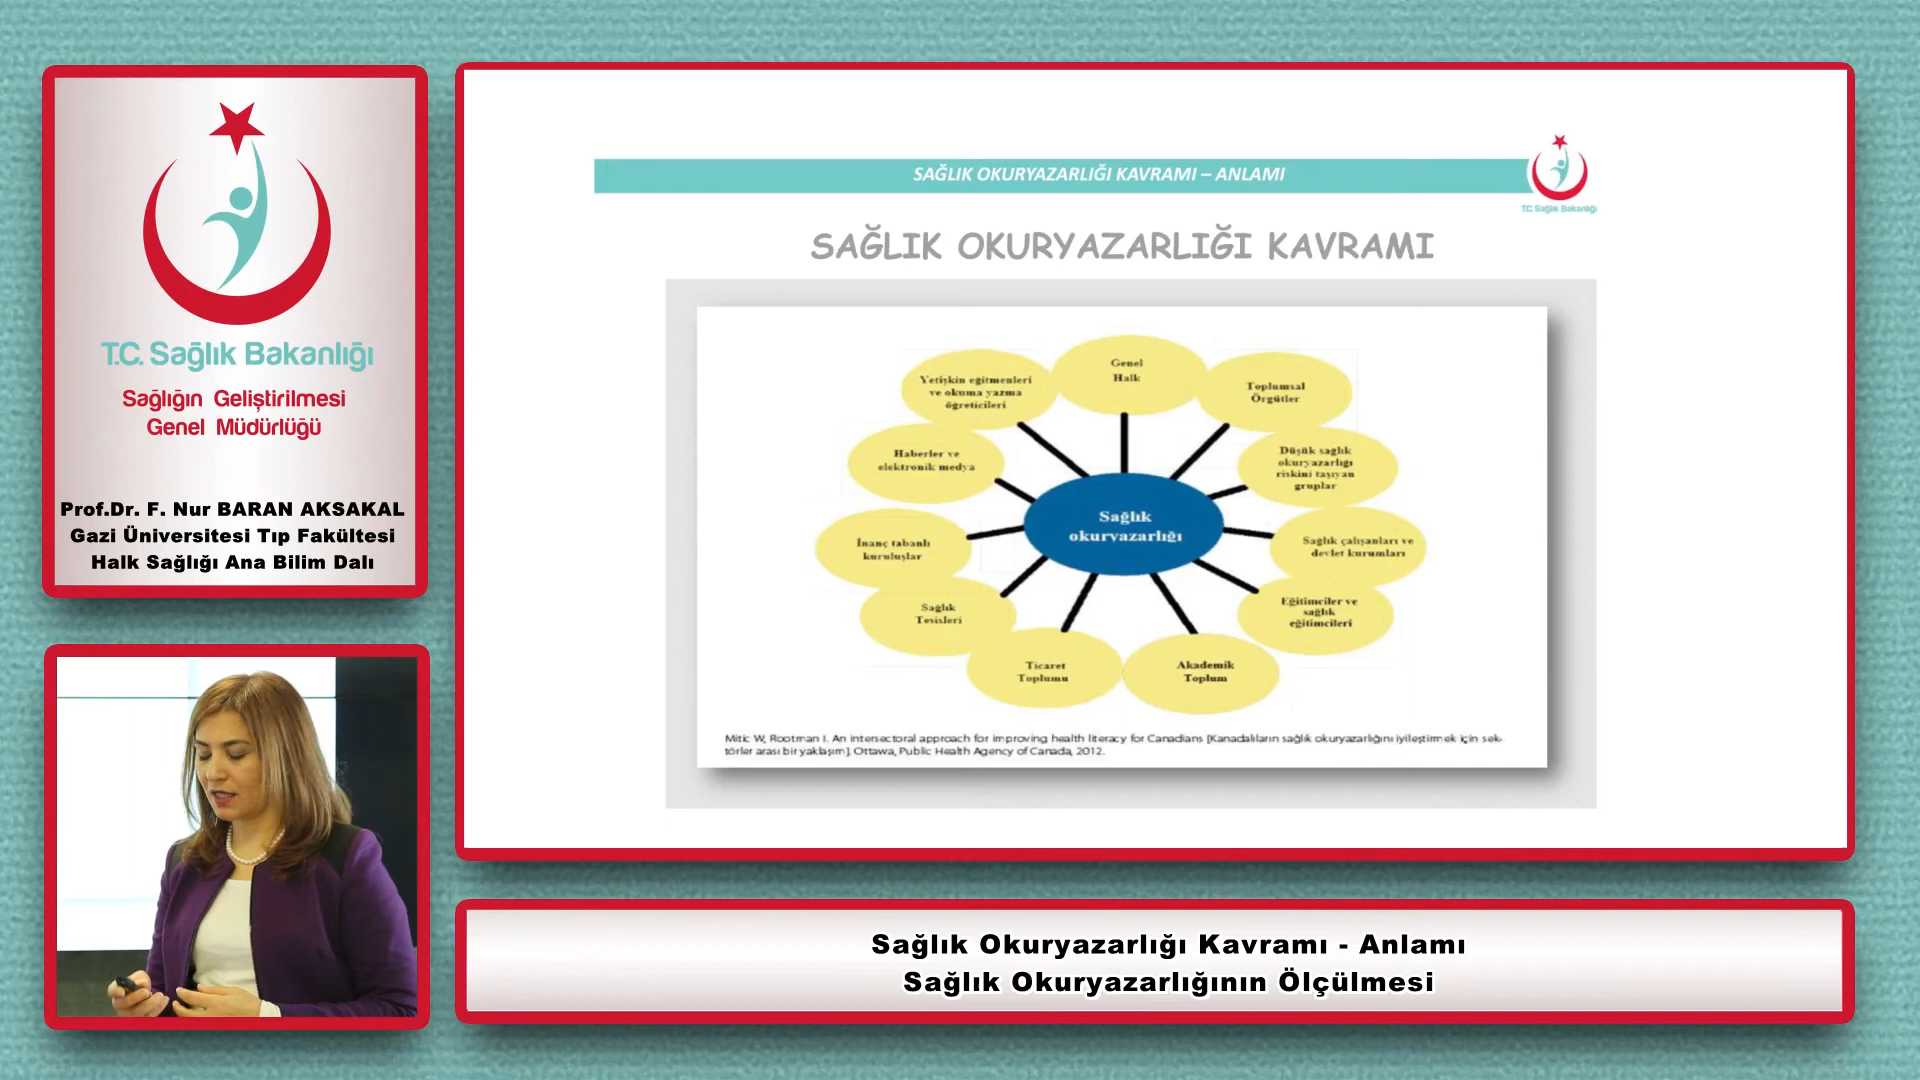 T.C. Sağlık Bakanlığı
Sağlığın Geliştirilmesi
Genel Müdürlüğü
Prof.Dr. F. Nur BARAN AKSAKAL
Gazi Üniversitesi Tıp Fakültesi
Halk Sağlığı Ana Bilim Dalı
SAĞLIK OKURYAZARLIĞI KAVRAMI – ANLAMI
T.C. Sağlık Bakanlığı
SAĞLIK OKURYAZARLIĞI KAVRAMI
Genel
Halk
Toplumsal
Örgütler
Düşük sağlık
okuryazarlığı
riskini taşıyan
gruplar
Sağlık çalışanları ve
devlet kurumları
Eğitimciler ve
sağlık
eğitimcileri
Akademik
Toplum
Ticaret
Toplumu
Sağlık
Tesisleri
İnanç tabanlı
kuruluşlar
Haberler ve
elektronik medya
Yetişkin eğitmenleri
ve okuma yazma
öğreticileri
Sağlık
okuryazarlığı
Mitic W, Rootman I. An intersectoral approach for improving health literacy for Canadians [Kanadalıların sağlık okuryazarlığını iyileştirmek için sek-
törler arası bir yaklaşım]. Ottawa, Public Health Agency of Canada, 2012.
Sağlık Okuryazarlığı Kavramı - Anlamı
Sağlık Okuryazarlığının Ölçülmesi